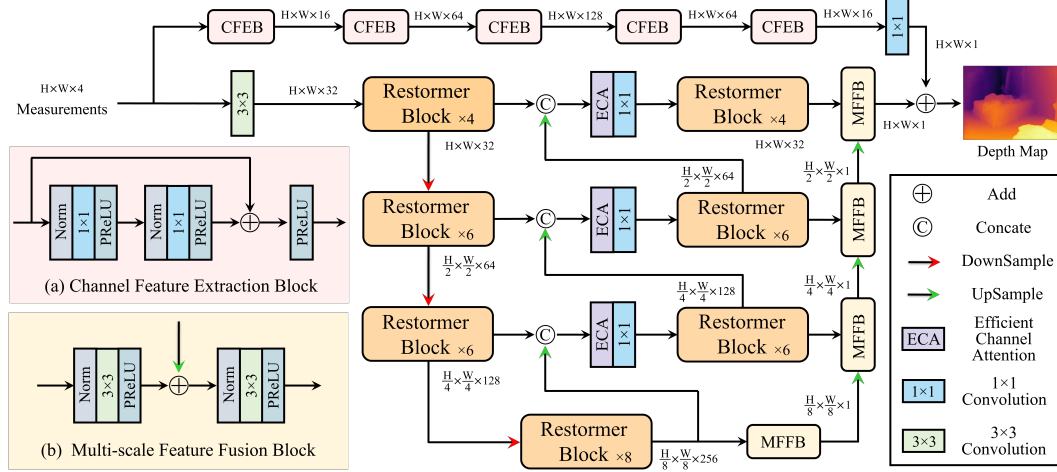 CFEB
H×W×16
CFEB
H×W×64
CFEB
H×W×128
CFEB
H×W×64
CFEB
H×W×16
1×1
H×W×1
H×W×4
Measurements
3×3
H×W×32
Restormer
Block ×4
C
ECA
1×1
Restormer
Block ×4
MFFB
H×W×1
Depth Map
H×W×32
H×W×32
H/2×W/2×64
H/2×W/2×1
Restormer
Block ×6
C
ECA
1×1
Restormer
Block ×6
MFFB
H/2×W/2×64
H/4×W/4×128
H/4×W/4×1
Restormer
Block ×6
C
ECA
1×1
Restormer
Block ×6
MFFB
H/4×W/4×128
H/8×W/8×1
Restormer
Block ×8
H/8×W/8×256
MFFB
Norm
1×1
PReLU
Norm
1×1
PReLU
PReLU
(a) Channel Feature Extraction Block
Norm
3×3
PReLU
Norm
3×3
PReLU
(b) Multi-scale Feature Fusion Block
Add
C
Concate
DownSample
UpSample
ECA
Efficient
Channel
Attention
1×1
1×1
Convolution
3×3
3×3
Convolution